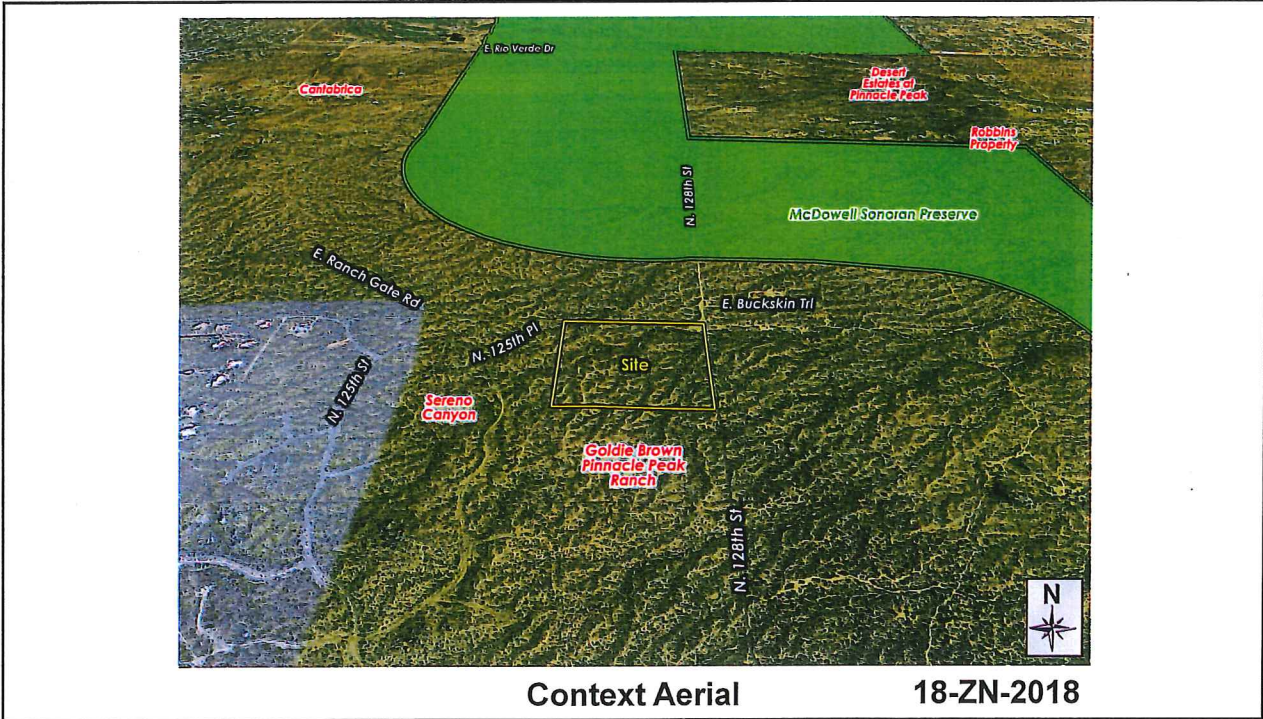 E. Rio Verde Dr
Cantabrica
Desert
Estates at
Pinnacle Peak
Robbins
Property
N. 128th St
McDowell Sonoran Preserve
E. Ranch Gate Rd
E. Buckskin Trl
N. 125th Pl
Site
N. 125th St
Sereno
Canyon
Goldie Brown
Pinnacle Peak
Ranch
N. 128th St
N
Context Aerial
18-ZN-2018